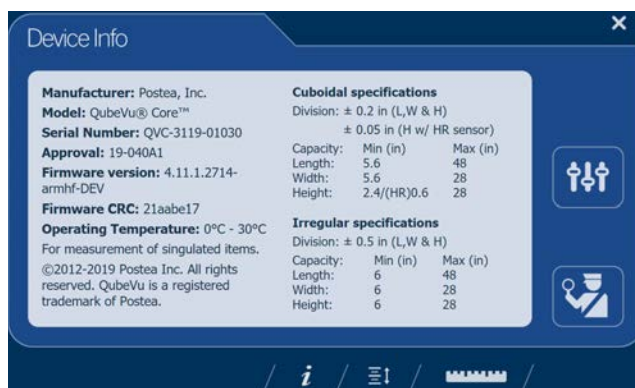 Device Info
Manufacturer: Postea, Inc.
Model: QubeVu® Core™
Serial Number: QVC-3119-01030
Approval: 19-040A1
Firmware version: 4.11.1.2714-
armhf-DEV
Firmware CRC: 21aabe17
Operating Temperature: 0°C - 30°C
For measurement of singulated items.
©2012-2019 Postea Inc. All rights
reserved. QubeVu is a registered
trademark of Postea.
Cuboidal specifications
Division: ± 0.2 in (L,W & H)
± 0.05 in (H w/ HR sensor)
Capacity: Min (in) Max (in)
Length: 5.6 48
Width: 5.6 28
Height: 2.4/(HR)0.6 28
Irregular specifications
Division: ± 0.5 in (L,W & H)
Capacity: Min (in) Max (in)
Length: 6 48
Width: 6 28
Height: 6 28